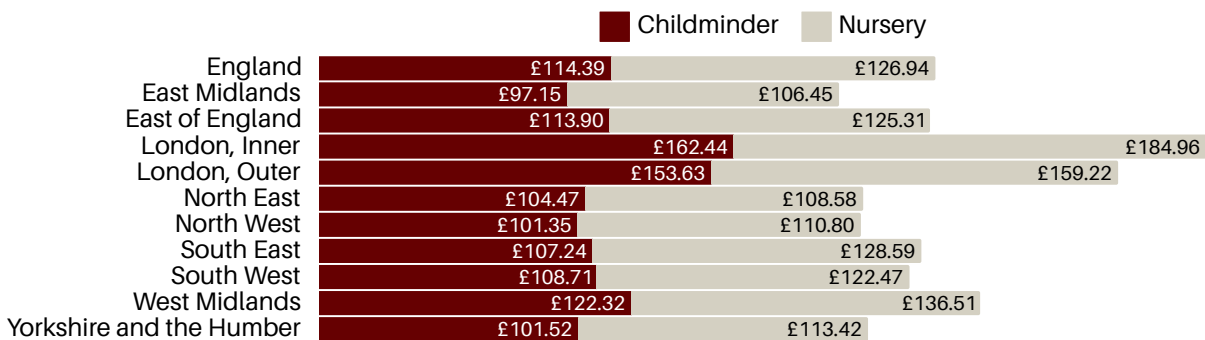 Childminder Nursery
England £114.39 £126.94
East Midlands £97.15 £106.45
East of England £113.90 £125.31
London, Inner £162.44 £184.96
London, Outer £153.63 £159.22
North East £104.47 £108.58
North West £101.35 £110.80
South East £107.24 £128.59
South West £108.71 £122.47
West Midlands £122.32 £136.51
Yorkshire and the Humber £101.52 £113.42